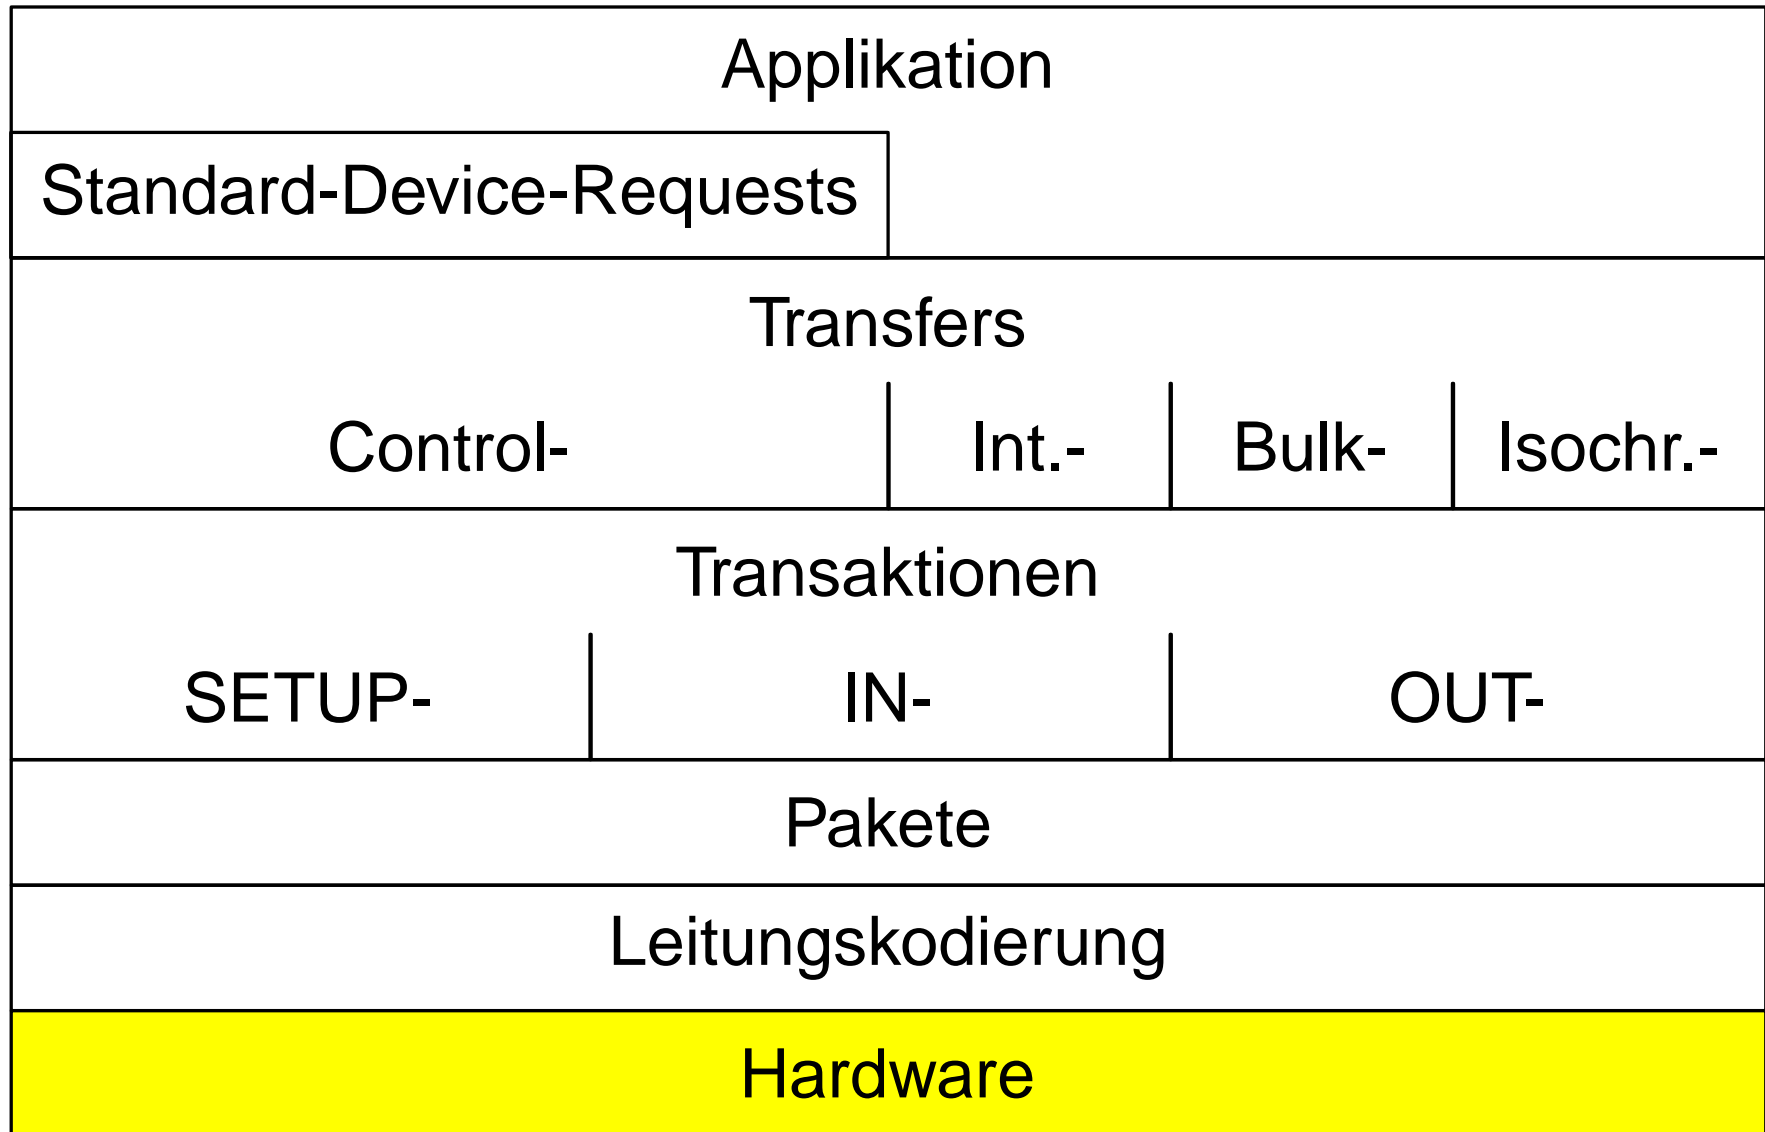 Applikation
Standard-Device-Requests
Transfers
Control- Int.- Bulk- Isochr.-
Transaktionen
SETUP- IN- OUT-
Pakete
Leitungskodierung
Hardware